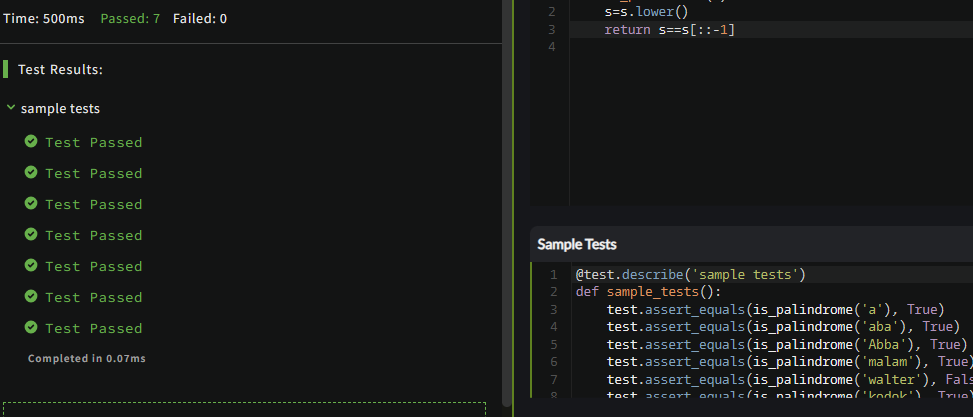 Time: 500ms Passed: 7 Failed: 0
Test Results:
sample tests
Test Passed
Test Passed
Test Passed
Test Passed
Test Passed
Test Passed
Test Passed
Completed in 0.07ms
2 s=s.lower()
3 return s==s[::-1]
4
Sample Tests
1 @test.describe('sample tests')
2 def sample_tests():
3 test.assert_equals(is_palindrome('a'), True)
4 test.assert_equals(is_palindrome('aba'), True)
5 test.assert_equals(is_palindrome('Abba'), True)
6 test.assert_equals(is_palindrome('malam'), True)
7 test.assert_equals(is_palindrome('walter'), Fals
8 test.assert_equals(is_palindrome('kodok'), True)